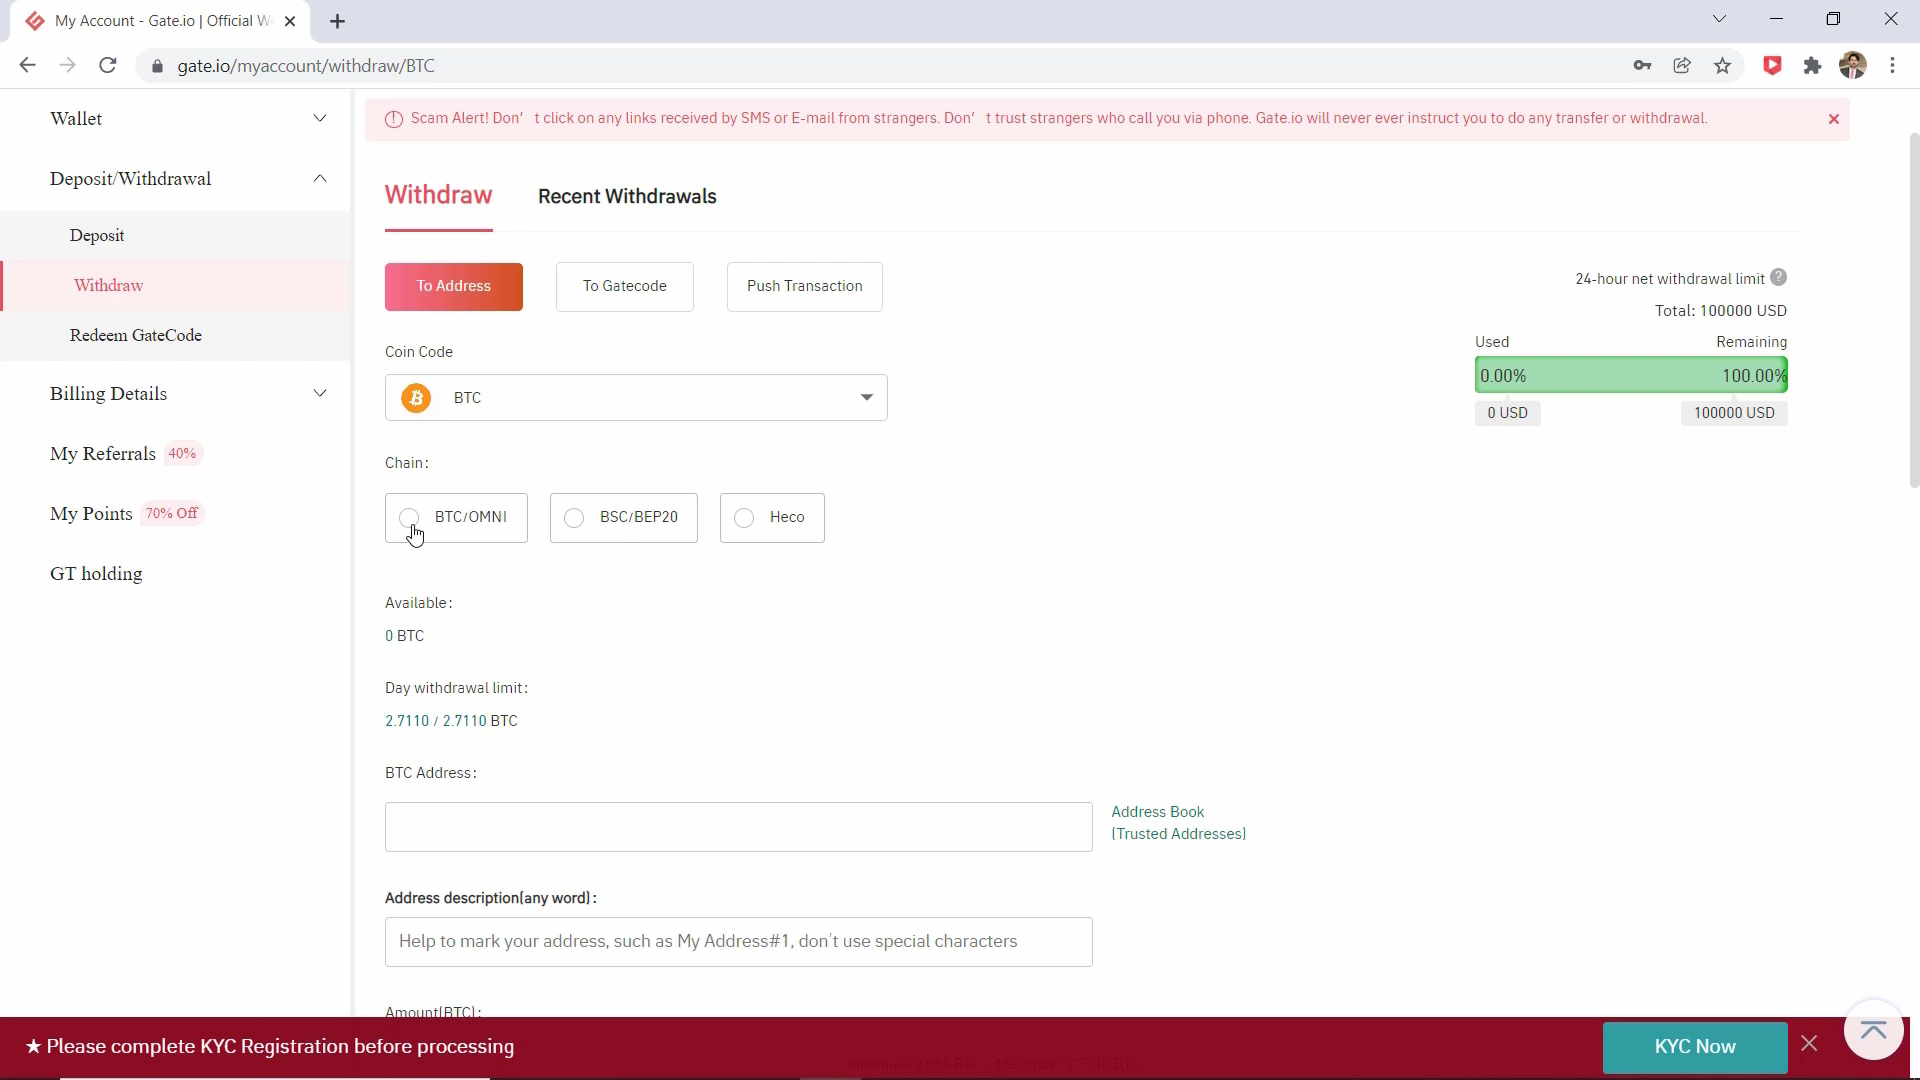 My Account - Gate.io | Official W
gate.io/myaccount/withdraw/BTC
Wallet
Deposit/Withdrawal
Deposit
Withdraw
Redeem GateCode
Billing Details
My Referrals 40%
My Points 70% Off
GT holding
Scam Alert! Don't click on any links received by SMS or E-mail from strangers. Don't trust strangers who call you via phone. Gate.io will never ever instruct you to do any transfer or withdrawal.
Withdraw Recent Withdrawals
To Address To Gatecode Push Transaction
24-hour net withdrawal limit ?
Total: 100000 USD
Used Remaining
0.00% 100.00%
0 USD 100000 USD
Coin Code
BTC
Chain:
BTC/OMNI BSC/BEP20 Heco
Available:
0 BTC
Day withdrawal limit:
2.7110 / 2.7110 BTC
BTC Address:
Address Book
(Trusted Addresses)
Address description(any word):
Help to mark your address, such as My Address#1, don't use special characters
Amount(BTC):
★ Please complete KYC Registration before processing
KYC Now